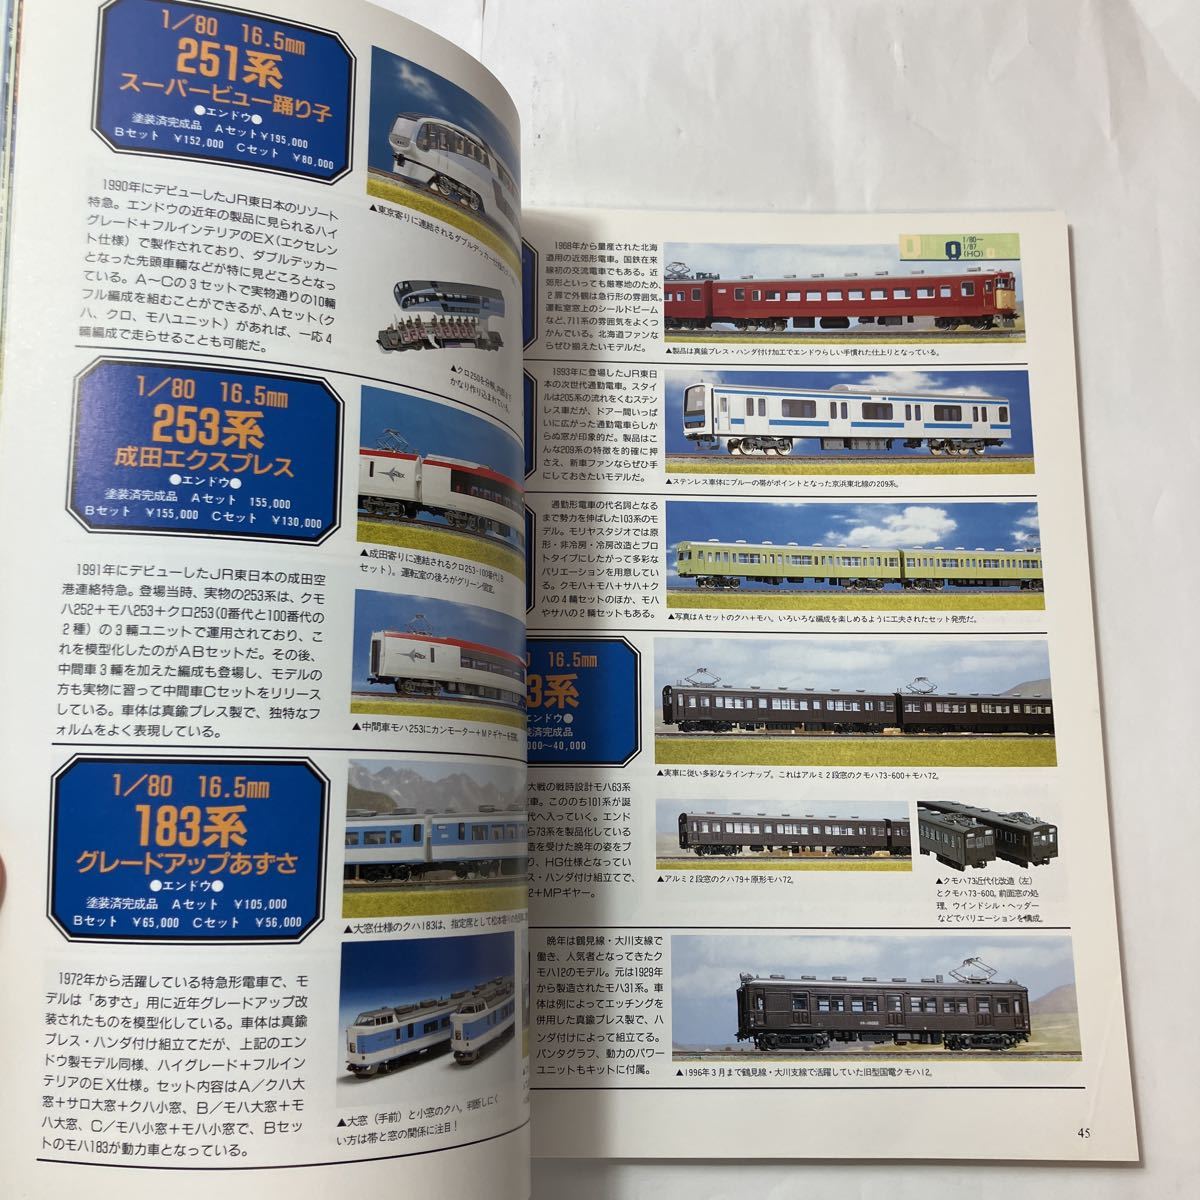 1/80 16.5mm
251系
スーパービュー踊り子
●エンドウ●
塗装済完成品 Aセット￥195,000
Bセット ￥152,000 Cセット ￥80,000
1990年にデビューしたJR東日本のリゾート
特急。エンドウの近年の製品に見られるハイ
グレード＋フルインテリアのEX(エクセレン
ト仕様）で製作されており、ダブルデッカー
となった先頭車輛などが特に見どころとなっ
ている。A～Cの3セットで実物通りの10輛
フル編成を組むことができるが、Aセット(ク
ハ、クロ、モハユニット)があれば、一応4
輛編成で走らせることも可能だ。
▲東京寄りに連結されるダブルデッカー
▲クロ250を分解。
かなり作り込まれている。
1/80 16.5mm
253系
成田エクスプレス
●エンドウ●
塗装済完成品 Aセット 155,000
Bセット ￥155,000 Cセット ￥130,000
1991年にデビューしたJR東日本の成田空
港連絡特急。登場当時、実物の253系は、クモ
ハ252＋モハ253＋クロ253(0番代と100番代の
2種）の3輛ユニットで運用されており、こ
れを模型化したのがABセットだ。その後、
中間車3輛を加えた編成も登場し、モデルの
方も実物に習って中間車Cセットをリリース
している。車体は真鍮プレス製で、独特なフ
ォルムをよく表現している。
▲成田寄りに連結されるクロ253-100番代(B
セット)。運転室の後ろがグリーン個室。
▲中間車モハ253にカンモーター＋MPギヤーを搭載。
1/80 16.5mm
183系
グレードアップあずさ
●エンドウ●
塗装済完成品 Aセット ￥105,000
Bセット ￥65,000 Cセット ￥56,000
1972年から活躍している特急形電車で、モ
デルは「あずさ」用に近年グレードアップ改
装されたものを模型化している。車体は真鍮
プレス・ハンダ付け組立てだが、上記のエン
ドウ製モデル同様、ハイグレード＋フルイン
テリアのEX仕様。セット内容はA／クハ大
窓＋サロ大窓＋クハ小窓、B／モハ大窓＋モ
ハ大窓、C／モハ小窓＋モハ小窓で、Bセッ
トのモハ183が動力車となっている。
▲大窓仕様のクハ183は、指定席として松本寄りの
▲大窓（手前）と小窓のクハ。判断しにく
い方は帯と窓の関係に注目！
1968年から量産された北海
道用の近郊形電車。国鉄在来
線初の交流電車でもある。近
郊形といっても厳寒地のため、
2扉で外観は急行形の雰囲気。
運転室窓上のシールドビーム
など、711系の雰囲気をよくつ
かんでいる。北海道ファンな
らぜひ揃えたいモデルだ。
1/80～
1/87
(HO)
▲製品は真鍮プレス・ハンダ付け加工でエンドウらしい手慣れた仕上りとなっている。
1993年に登場したJR東日
本の次世代通勤電車。スタイ
ルは205系の流れをくむステン
レス車だが、ドアー間いっぱ
いに広がった通勤電車らしか
らぬ窓が印象的だ。製品はこ
んな209系の特徴を的確に押
さえ、新車ファンならぜひ手
にしておきたいモデルだ。
▲ステンレス車体にブルーの帯がポイントとなった京浜東北線の209系。
通勤形電車の代名詞となる
まで勢力を伸ばした103系のモ
デル。モリヤスタジオでは原
形・非冷房・冷房改造とプロ
トタイプにしたがって多彩な
バリエーションを用意してい
る。クモハ＋モハ＋サハ＋ク
ハの4輛セットのほか、モハ
やサハの2輛セットもある。
▲写真はAセットのクハ＋モハ。いろいろな編成を楽しめるように工夫されたセット発売だ。
0 16.5mm
3系
エンドウ●
塗装済完成品
,000～40,000
大戦の戦時設計モハ63系
車。こののち101系が誕
代へ入っていく。エンド
ら73系を製品化している
造を受けた晩年の姿をプ
り、HG仕様となってい
ス・ハンダ付け組立てで、
2＋MPギヤー。
▲実車に従い多彩なラインナップ。これはアルミ2段窓のクモハ73-600＋モハ72。
▲アルミ2段窓のクハ79＋原形モハ72。
▲クモハ73近代化改造（左）
とクモハ73-600。前面窓の処
理、ウインドシル・ヘッダー
などでバリエーションを構成。
晩年は鶴見線・大川支線で
働き、人気者となってきたク
モハ12のモデル。元は1929年
から製造されたモハ31系。車
体は例によってエッチングを
併用した真鍮プレス製で、ハ
ンダ付けによって組立てる。
パンタグラフ、動力のパワー
ユニットもキットに付属。
▲1996年3月まで鶴見線・大川支線で活躍していた旧型国電クモハ12。
45